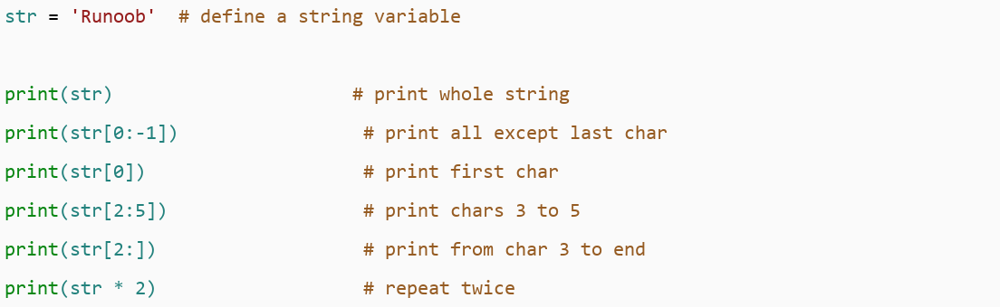 str = 'Runoob'  # define a string variable
print(str)                      # print whole string
print(str[0:-1])                 # print all except last char
print(str[0])                    # print first char
print(str[2:5])                  # print chars 3 to 5
print(str[2:])                   # print from char 3 to end
print(str * 2)                   # repeat twice